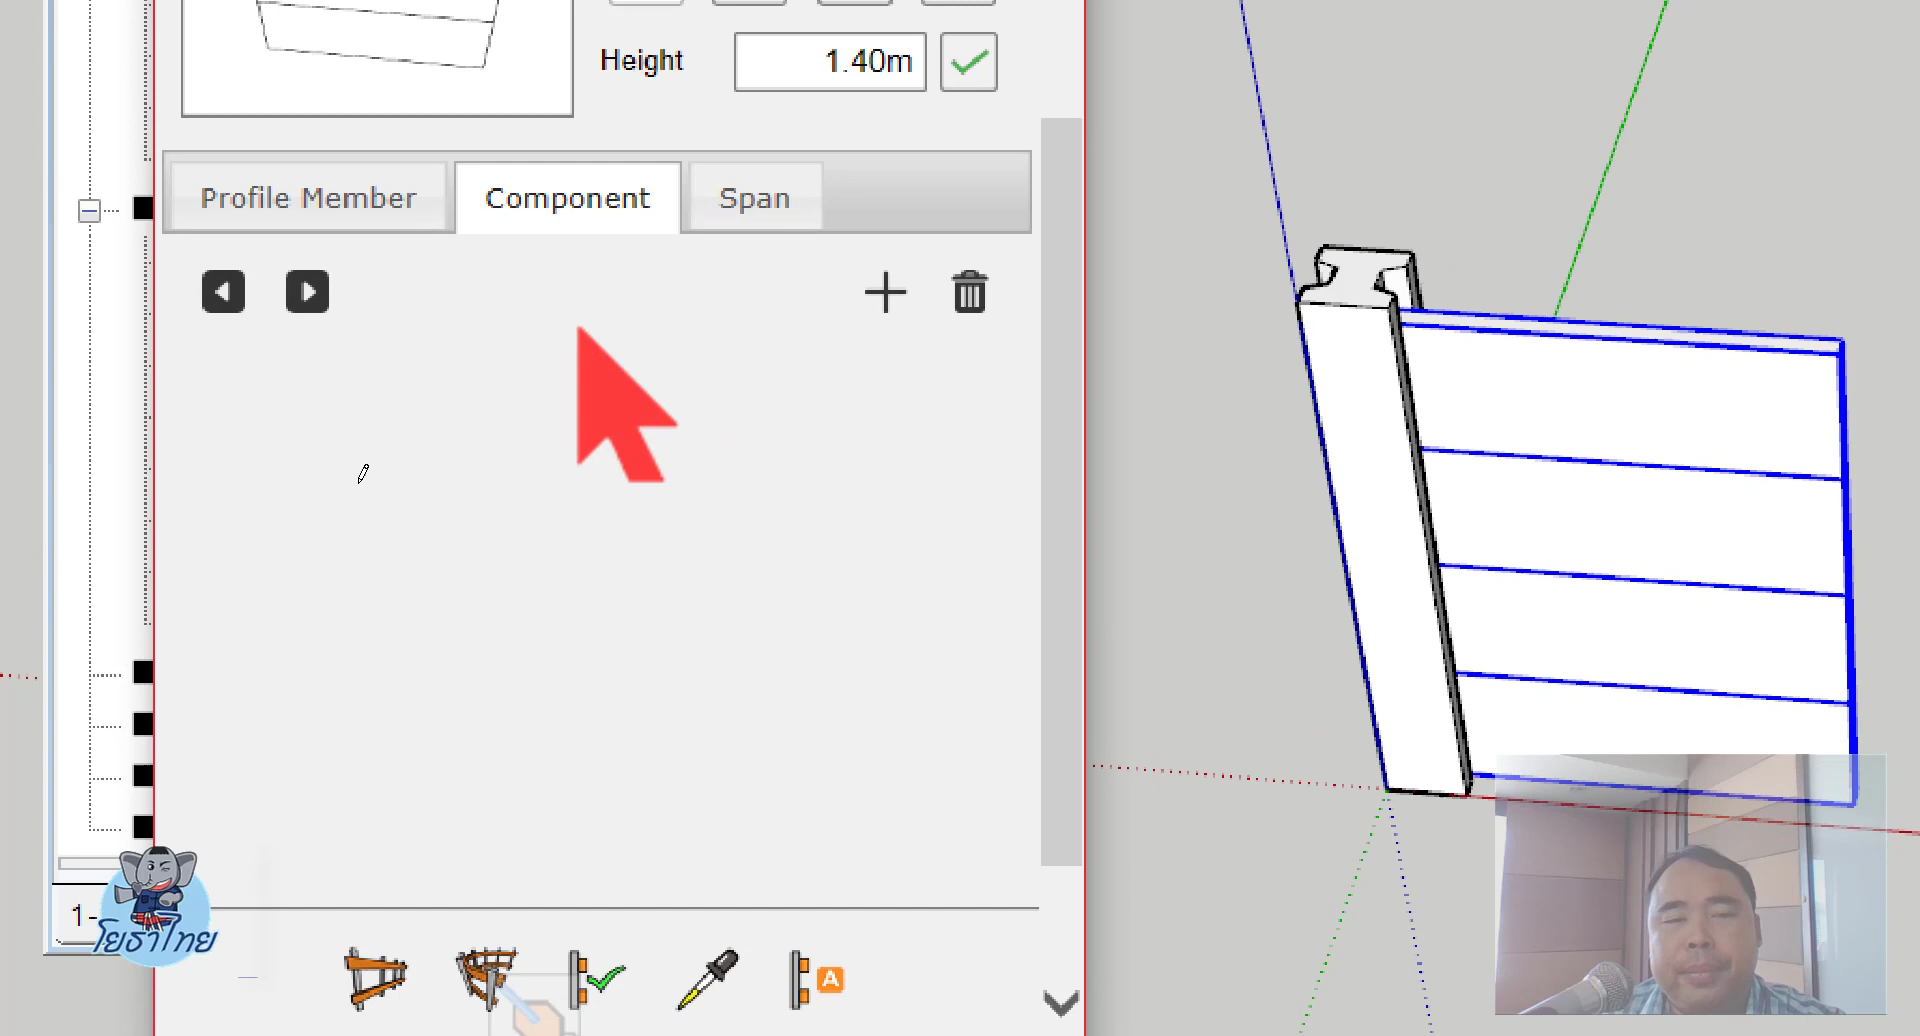 Height 1.40m
Profile Member Component Span
1-
โยธาไทย
A